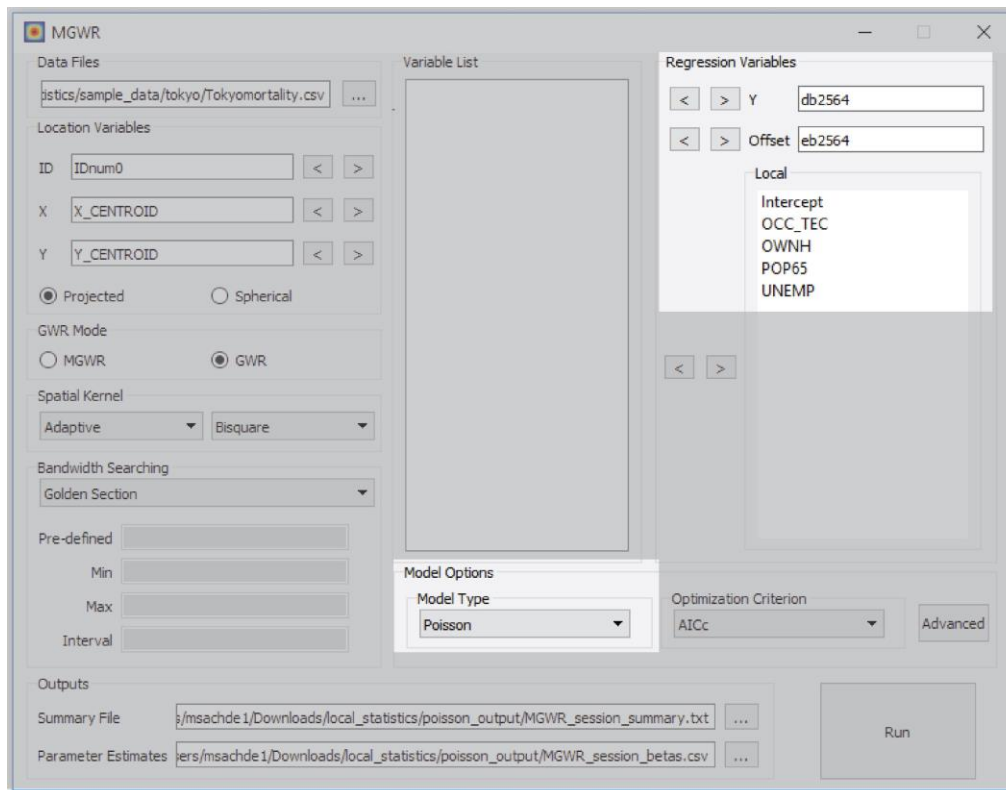 MGWR
Data Files
istics/sample_data/tokyo/Tokyomortality.csv ...
Location Variables
ID IDnum0 < >
X X_CENTROID < >
Y Y_CENTROID < >
Projected Spherical
GWR Mode
MGWR GWR
Spatial Kernel
Adaptive Bisquare
Bandwidth Searching
Golden Section
Pre-defined
Min
Max
Interval
Variable List
Regression Variables
< > Y db2564
< > Offset eb2564
Local
Intercept
OCC_TEC
OWNH
POP65
UNEMP
< >
Model Options
Model Type
Poisson
Optimization Criterion
AICc
Advanced
Outputs
Summary File s/msachde1/Downloads/local_statistics/poisson_output/MGWR_session_summary.txt ...
Parameter Estimates sers/msachde1/Downloads/local_statistics/poisson_output/MGWR_session_betas.csv ...
Run